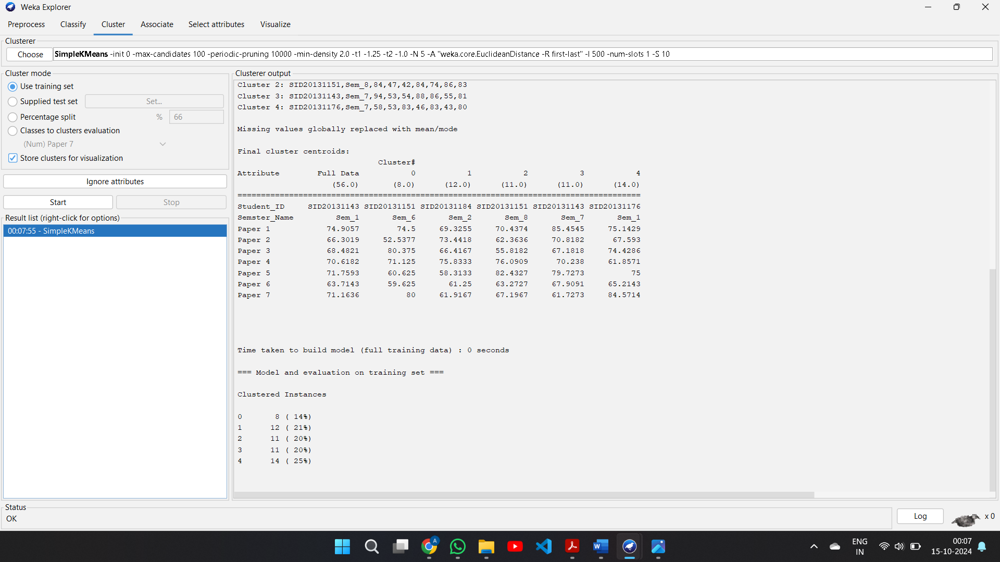 Weka Explorer
Preprocess Classify Cluster Associate Select attributes Visualize
Clusterer
Choose SimpleKMeans -init 0 -max-candidates 100 -periodic-pruning 10000 -min-density 2.0 -t1 -1.25 -t2 -1.0 -N 5 -A "weka.core.EuclideanDistance -R first-last" -I 500 -num-slots 1 -S 10
Cluster mode
Use training set
Supplied test set Set...
Percentage split % 66
Classes to clusters evaluation
(Num) Paper 7
Store clusters for visualization
Ignore attributes
Start Stop
Result list (right-click for options)
00:07:55 - SimpleKMeans
Clusterer output
Cluster 2: SID20131151,Sem_8,84,47,42,84,74,86,83
Cluster 3: SID20131143,Sem_7,94,53,54,88,86,55,81
Cluster 4: SID20131176,Sem_7,58,53,83,46,83,43,80
Missing values globally replaced with mean/mode
Final cluster centroids:
Cluster#
Attribute Full Data 0 1 2 3 4
(56.0) (8.0) (12.0) (11.0) (11.0) (14.0)
======================================================================================
Student_ID SID20131143 SID20131151 SID20131184 SID20131151 SID20131143 SID20131176
Semster_Name Sem_1 Sem_6 Sem_2 Sem_8 Sem_7 Sem_1
Paper 1 74.9057 74.5 69.3255 70.4374 85.4545 75.1429
Paper 2 66.3019 52.5377 73.4418 62.3636 70.8182 67.593
Paper 3 68.4821 80.375 66.4167 55.8182 67.1818 74.4286
Paper 4 70.6182 71.125 75.8333 76.0909 70.238 61.8571
Paper 5 71.7593 60.625 58.3133 82.4327 79.7273 75
Paper 6 63.7143 59.625 61.25 63.2727 67.9091 65.2143
Paper 7 71.1636 80 61.9167 67.1967 61.7273 84.5714
Time taken to build model (full training data) : 0 seconds
=== Model and evaluation on training set ===
Clustered Instances
0 8 ( 14%)
1 12 ( 21%)
2 11 ( 20%)
3 11 ( 20%)
4 14 ( 25%)
Status
OK
Log x 0
A
W
ENG
IN
00:07
15-10-2024